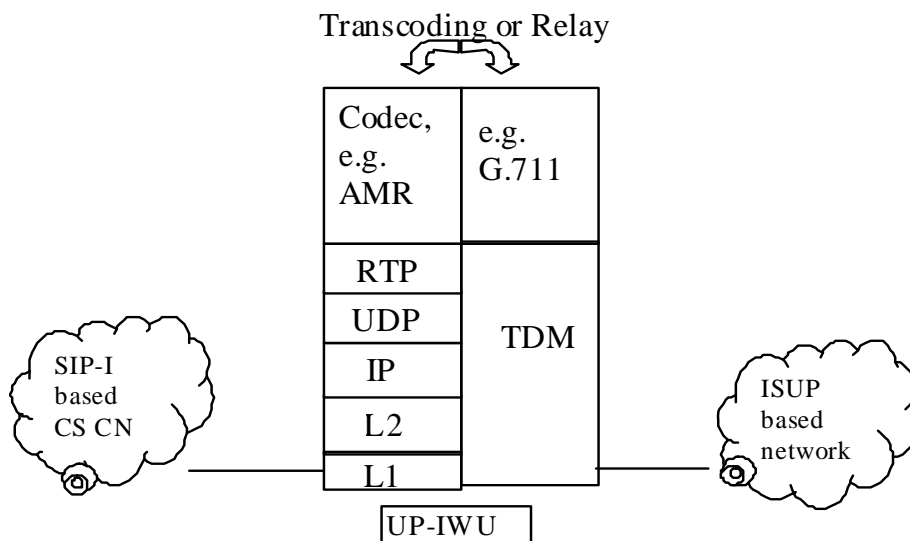 Transcoding or Relay
Codec,
e.g.
AMR
e.g.
G.711
RTP
UDP
IP
L2
L1
TDM
SIP-I
based
CS CN
ISUP
based
network
UP-IWU